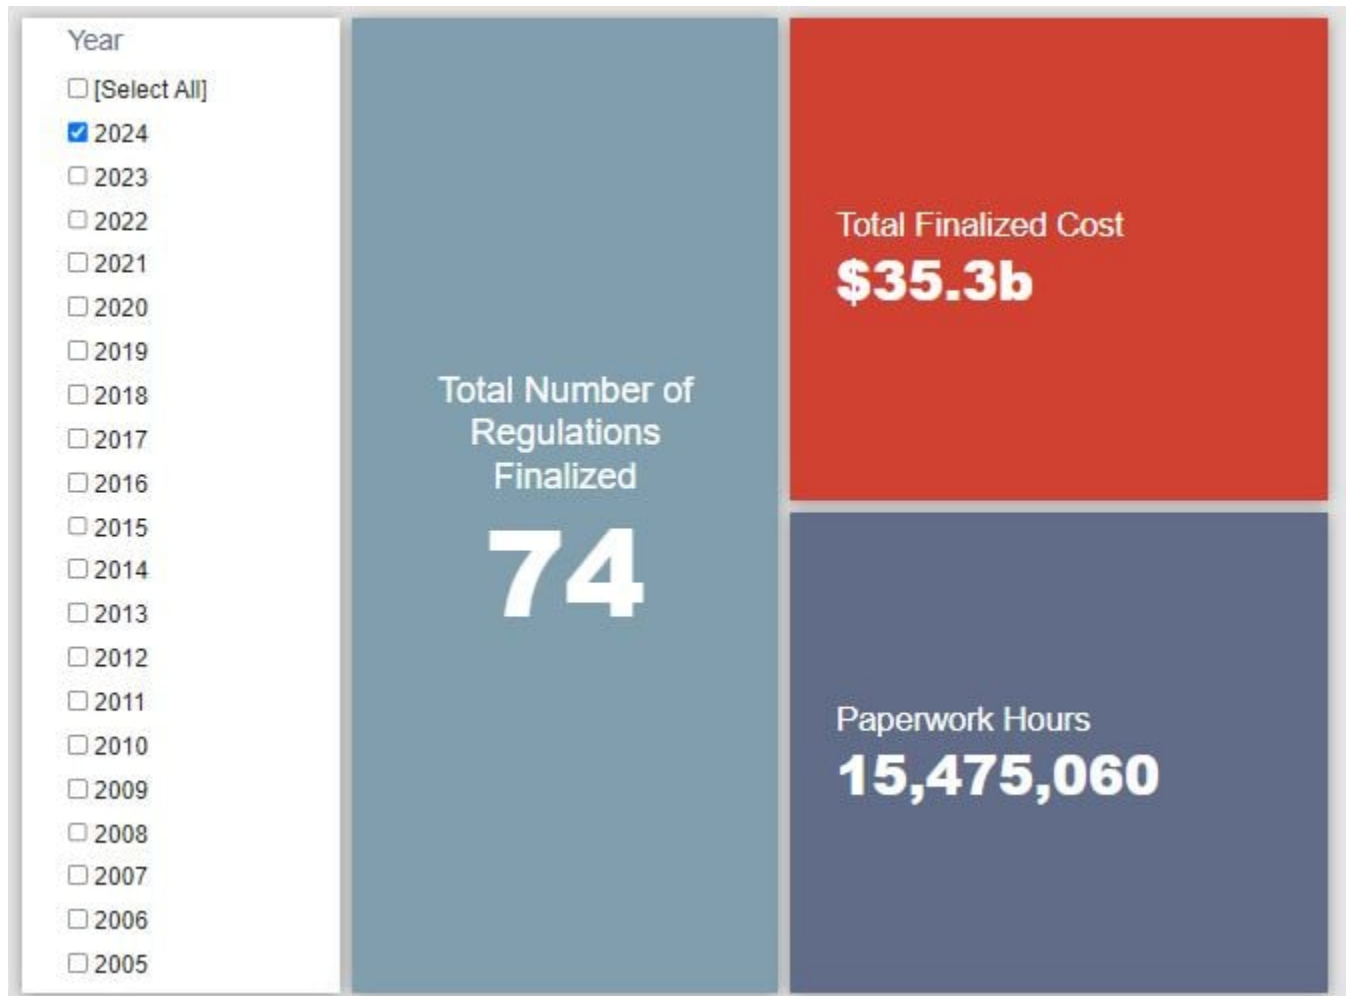 Year
[Select All]
2024
2023
2022
2021
2020
2019
2018
2017
2016
2015
2014
2013
2012
2011
2010
2009
2008
2007
2006
2005
Total Number of
Regulations
Finalized
74
Total Finalized Cost
$35.3b
Paperwork Hours
15,475,060